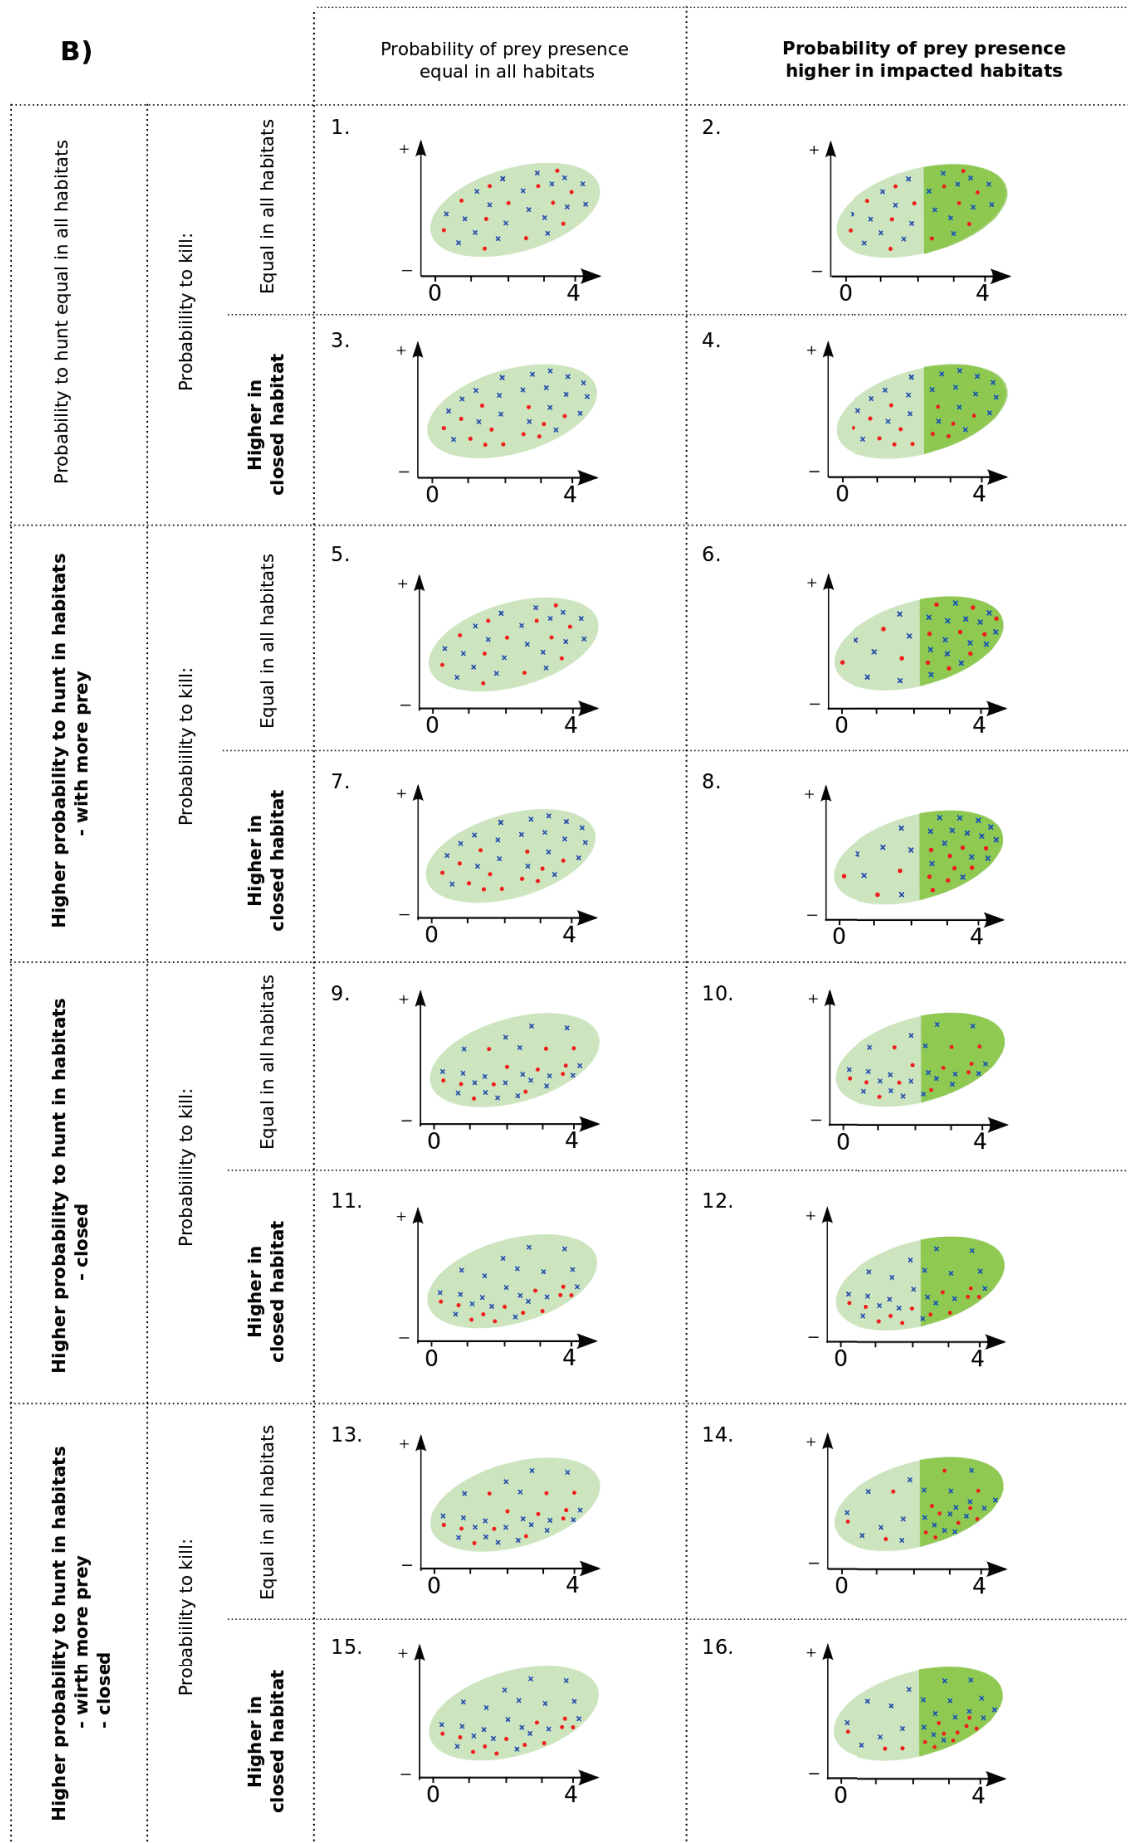 B)
Probability of prey presence
equal in all habitats
Probability of prey presence
higher in impacted habitats
Probability to hunt equal in all habitats
Probabiility to kill:
Equal in all habitats
1.
+
−
0
4
2.
+
−
0
4
Higher in
closed habitat
3.
+
−
0
4
4.
+
−
0
4
Higher probability to hunt in habitats
- with more prey
Probabiility to kill:
Equal in all habitats
5.
+
−
0
4
6.
+
−
0
4
Higher in
closed habitat
7.
+
−
0
4
8.
+
−
0
4
Higher probability to hunt in habitats
- closed
Probabiility to kill:
Equal in all habitats
9.
+
−
0
4
10.
+
−
0
4
Higher in
closed habitat
11.
+
−
0
4
12.
+
−
0
4
Higher probability to hunt in habitats
- wirth more prey
- closed
Probabiility to kill:
Equal in all habitats
13.
+
−
0
4
14.
+
−
0
4
Higher in
closed habitat
15.
+
−
0
4
16.
+
−
0
4